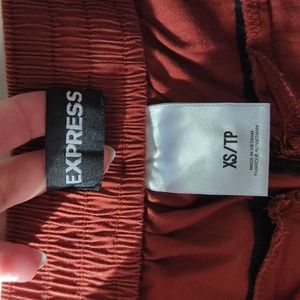 EXPRESS
XS/TP
MADE IN VIETNAM
FABRIQUÉ AU VIETNAM